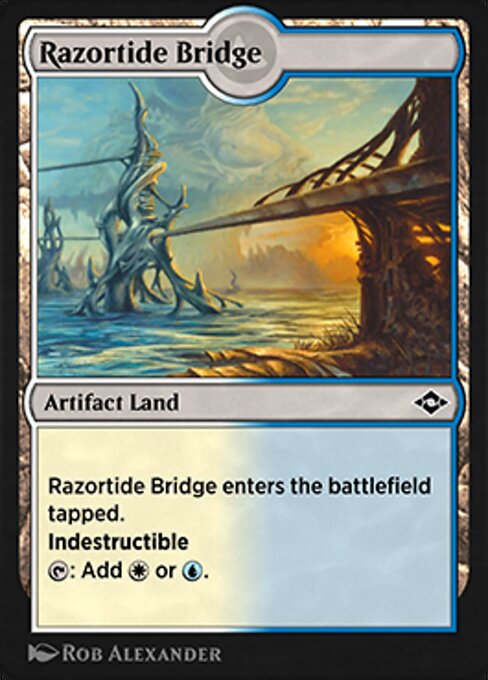 Razortide Bridge
Artifact Land
Razortide Bridge enters the battlefield
tapped.
Indestructible
: Add or .
Rob Alexander